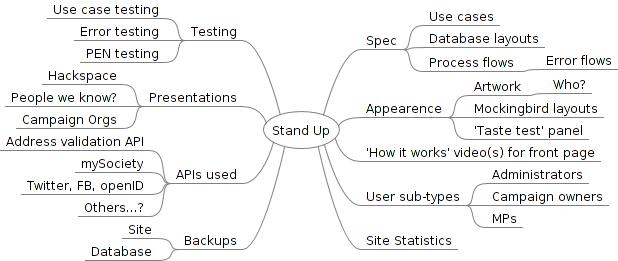 Stand Up
Testing
Use case testing
Error testing
PEN testing
Presentations
Hackspace
People we know?
Campaign Orgs
APIs used
Address validation API
mySociety
Twitter, FB, openID
Others...?
Backups
Site
Database
Spec
Use cases
Database layouts
Process flows
Error flows
Appearence
Artwork
Who?
Mockingbird layouts
'Taste test' panel
'How it works' video(s) for front page
User sub-types
Administrators
Campaign owners
MPs
Site Statistics